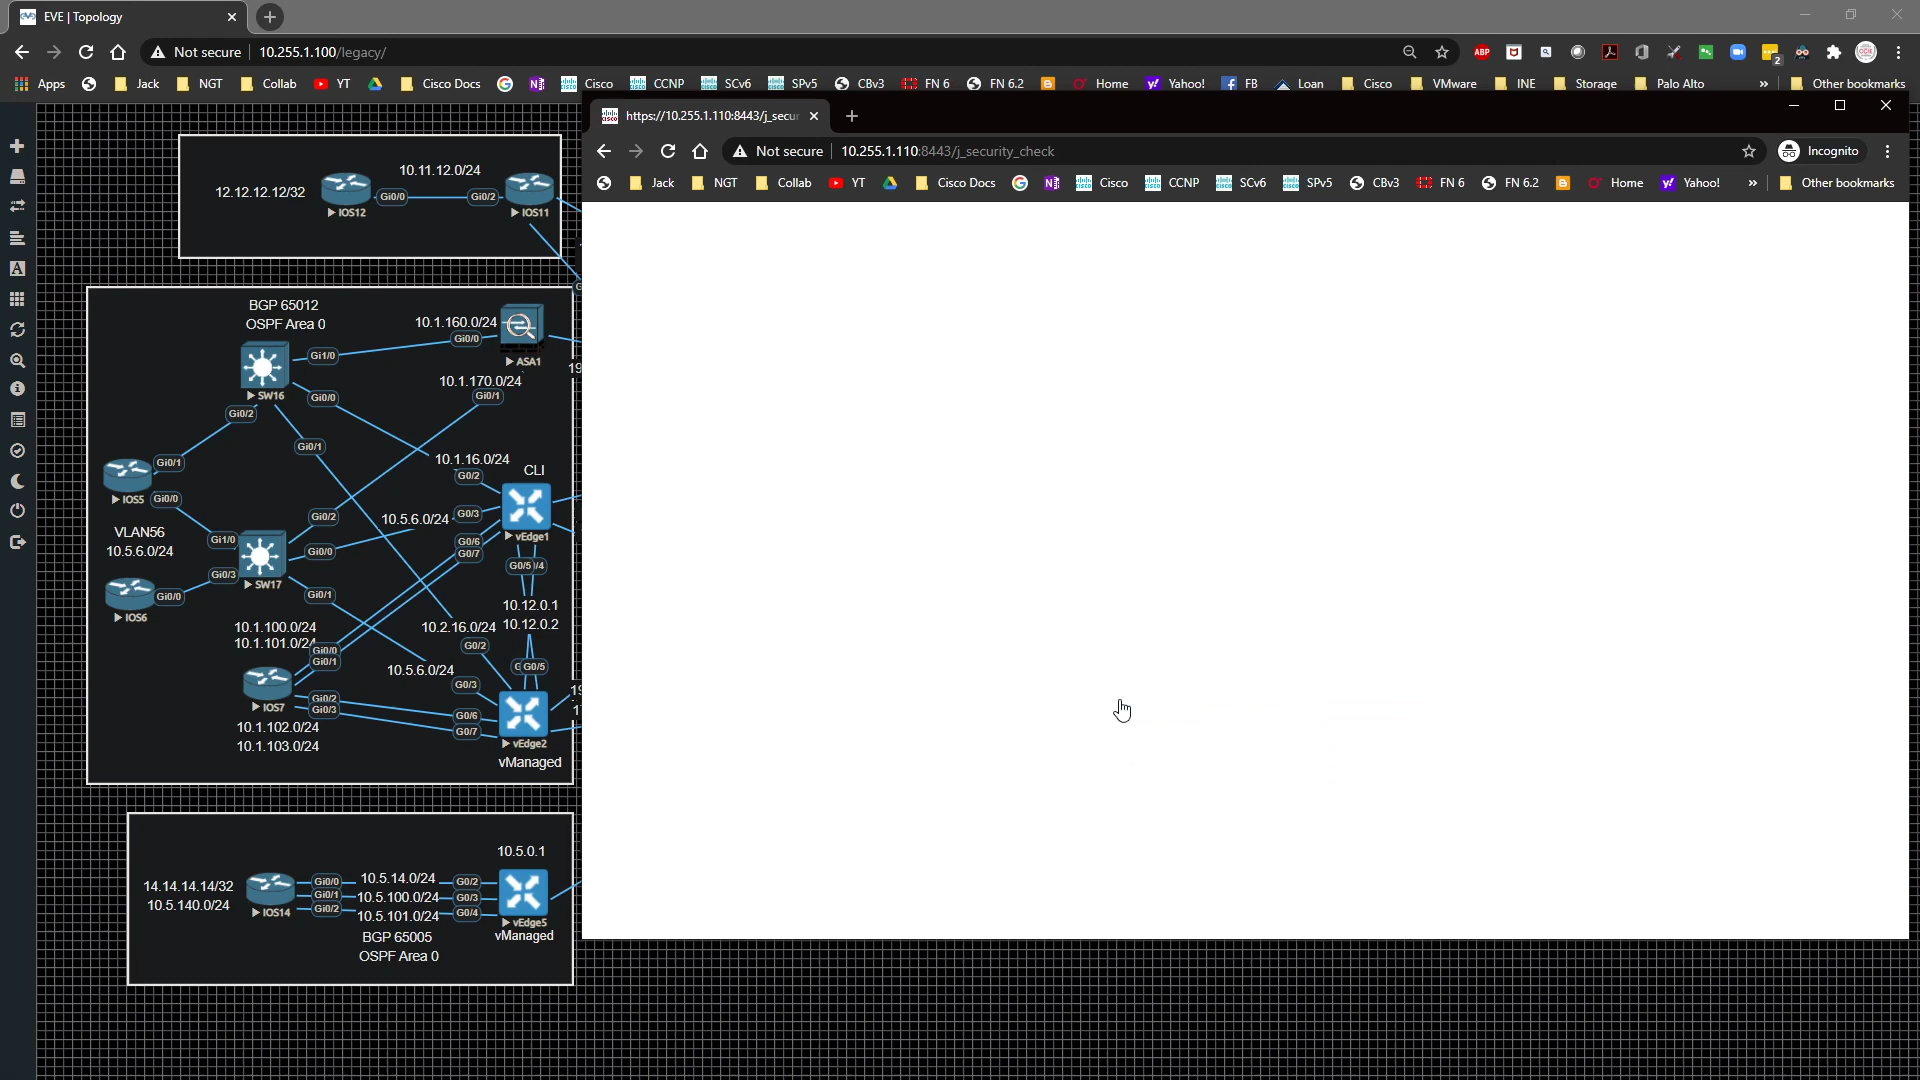 EVE | Topology
Not secure
10.255.1.100/legacy/
ABP
2
Apps
Jack
NGT
Collab
YT
Cisco Docs
Cisco
CCNP
SCv6
SPv5
CBv3
FN 6
FN 6.2
Home
Yahoo!
FB
Loan
Cisco
VMware
INE
Storage
Palo Alto
»
Other bookmarks
https://10.255.1.110:8443/j_secur
Not secure
10.255.1.110:8443/j_security_check
Incognito
Jack
NGT
Collab
YT
Cisco Docs
Cisco
CCNP
SCv6
SPv5
CBv3
FN 6
FN 6.2
Home
Yahoo!
»
Other bookmarks
12.12.12.12/32
10.11.12.0/24
Gi0/0
Gi0/2
IOS12
IOS11
BGP 65012
OSPF Area 0
10.1.160.0/24
Gi0/0
Gi1/0
ASA1
10.1.170.0/24
Gi0/1
SW16
Gi0/0
Gi0/2
Gi0/1
10.1.16.0/24
CLI
Gi0/1
G0/2
IOS5
Gi0/0
10.5.6.0/24
G0/3
Gi0/2
VLAN56
10.5.6.0/24
Gi1/0
G0/6
G0/7
vEdge1
Gi0/0
G0/5
/4
Gi0/3
SW17
Gi0/0
Gi0/1
IOS6
10.12.0.1
10.12.0.2
10.1.100.0/24
10.1.101.0/24
10.2.16.0/24
Gi0/0
Gi0/1
G0/2
10.5.6.0/24
G0/5
G0/3
IOS7
Gi0/2
Gi0/3
G0/6
G0/7
10.1.102.0/24
10.1.103.0/24
vEdge2
vManaged
10.5.0.1
14.14.14.14/32
10.5.140.0/24
Gi0/0
10.5.14.0/24
G0/2
Gi0/1
10.5.100.0/24
G0/3
Gi0/2
10.5.101.0/24
G0/4
IOS14
vEdge5
vManaged
BGP 65005
OSPF Area 0